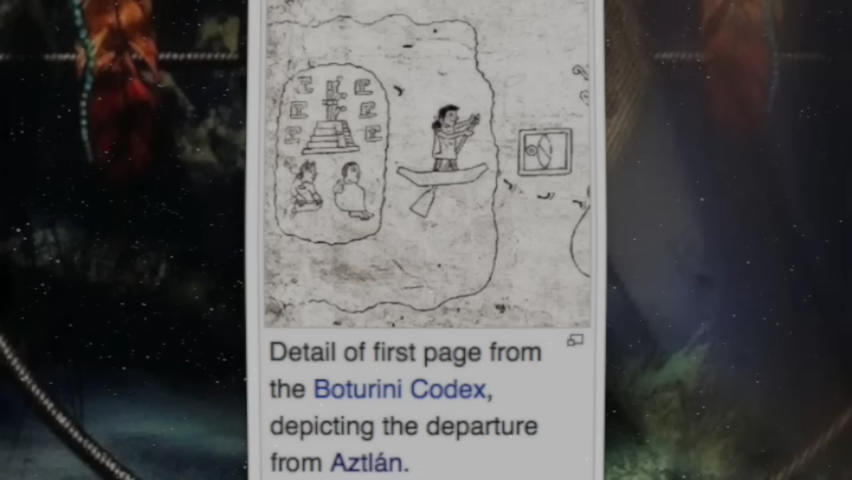 Detail of first page from
the Boturini Codex,
depicting the departure
from Aztlán.